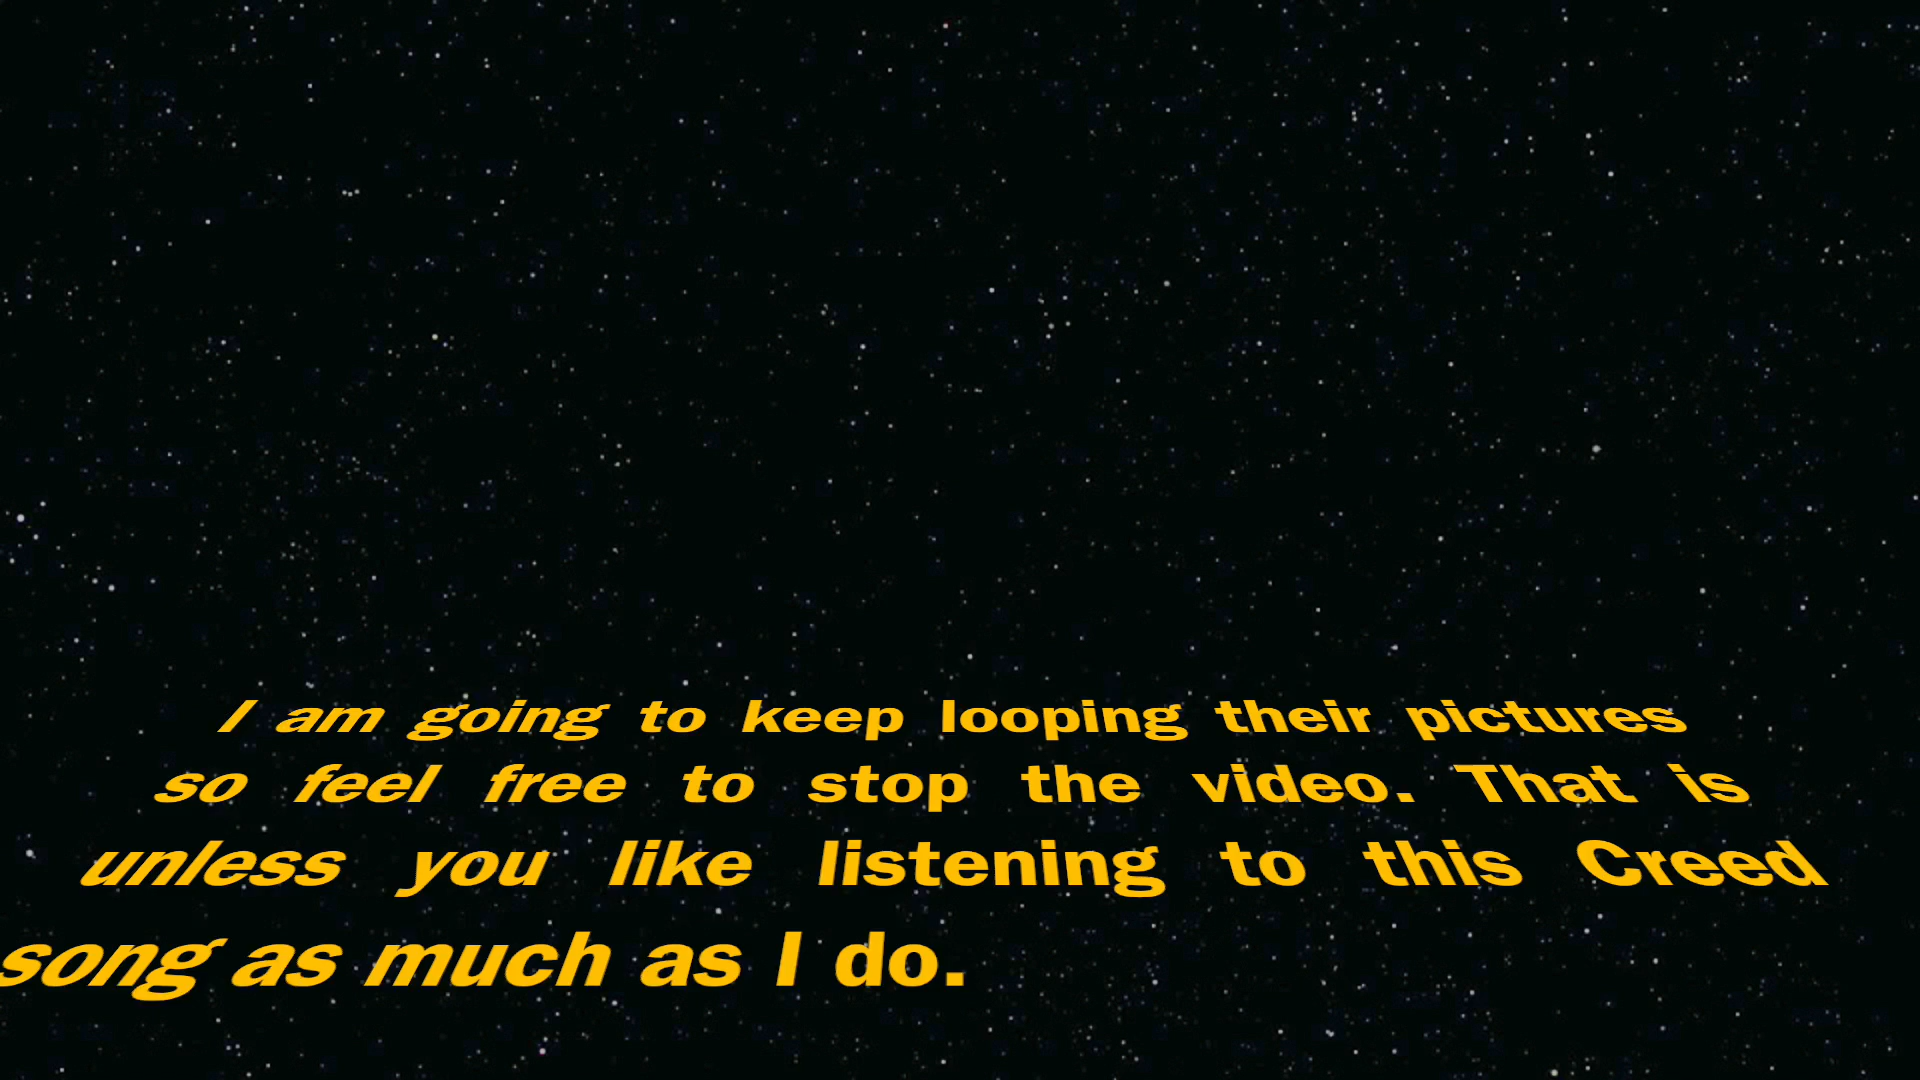 I am going to keep looping their pictures
so feel free to stop the video. That is
unless you like listening to this Creed
song as much as I do.